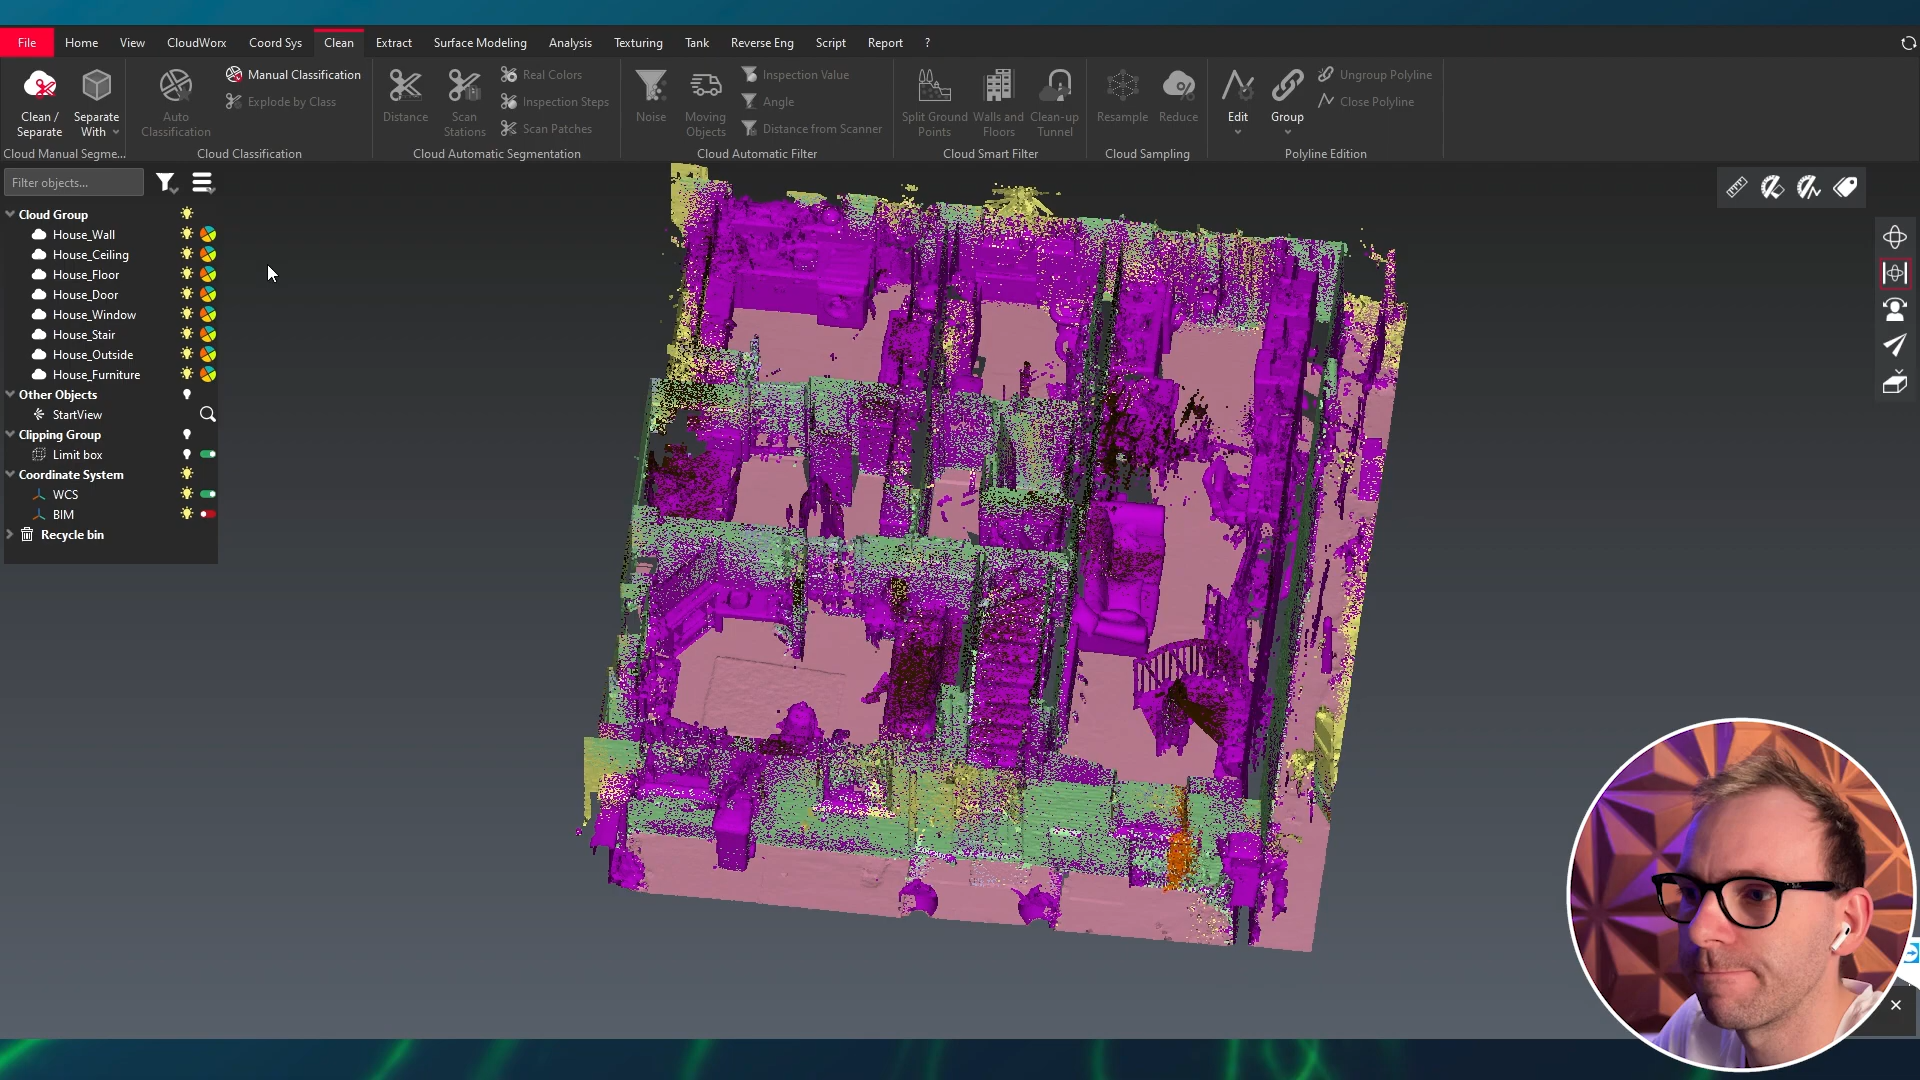 File Home View CloudWorx Coord Sys Clean Extract Surface Modeling Analysis Texturing Tank Reverse Eng Script Report ?
Clean / Separate
Separate With
Cloud Manual Segme...
Auto Classification
Manual Classification
Explode by Class
Cloud Classification
Distance
Scan Stations
Real Colors
Inspection Steps
Scan Patches
Cloud Automatic Segmentation
Noise
Moving Objects
Inspection Value
Angle
Distance from Scanner
Cloud Automatic Filter
Split Ground Points
Walls and Floors
Clean-up Tunnel
Cloud Smart Filter
Resample
Reduce
Cloud Sampling
Edit
Group
Ungroup Polyline
Close Polyline
Polyline Edition
Filter objects...
Cloud Group
House_Wall
House_Ceiling
House_Floor
House_Door
House_Window
House_Stair
House_Outside
House_Furniture
Other Objects
StartView
Clipping Group
Limit box
Coordinate System
WCS
BIM
Recycle bin